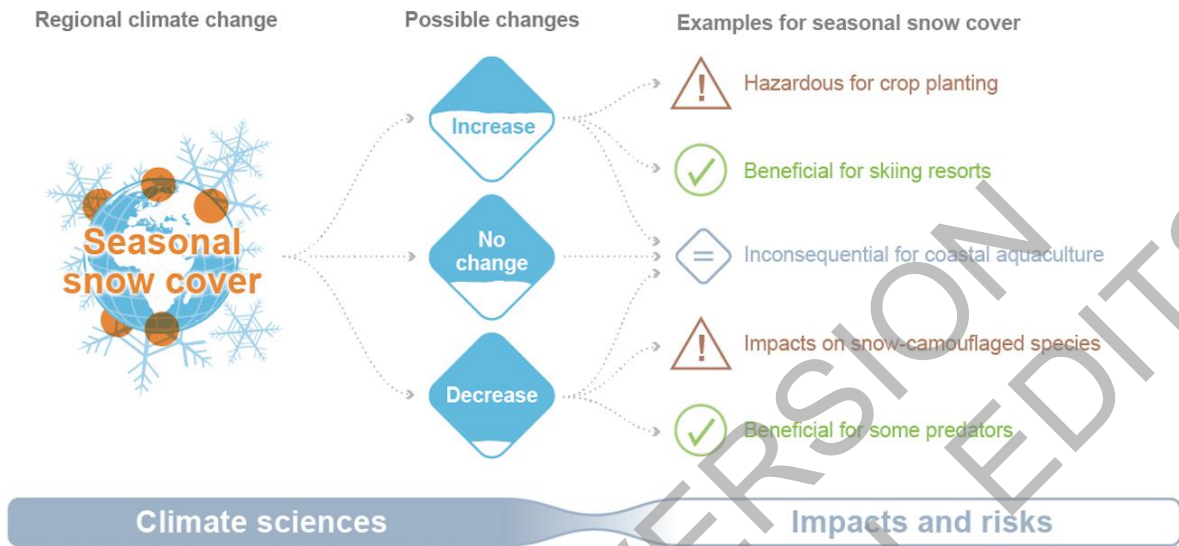 Regional climate change
Possible changes
Examples for seasonal snow cover
Seasonal
snow cover
Increase
No
change
Decrease
Hazardous for crop planting
Beneficial for skiing resorts
Inconsequential for coastal aquaculture
Impacts on snow-camouflaged species
Beneficial for some predators
Climate sciences
Impacts and risks
VERSION
EDITS